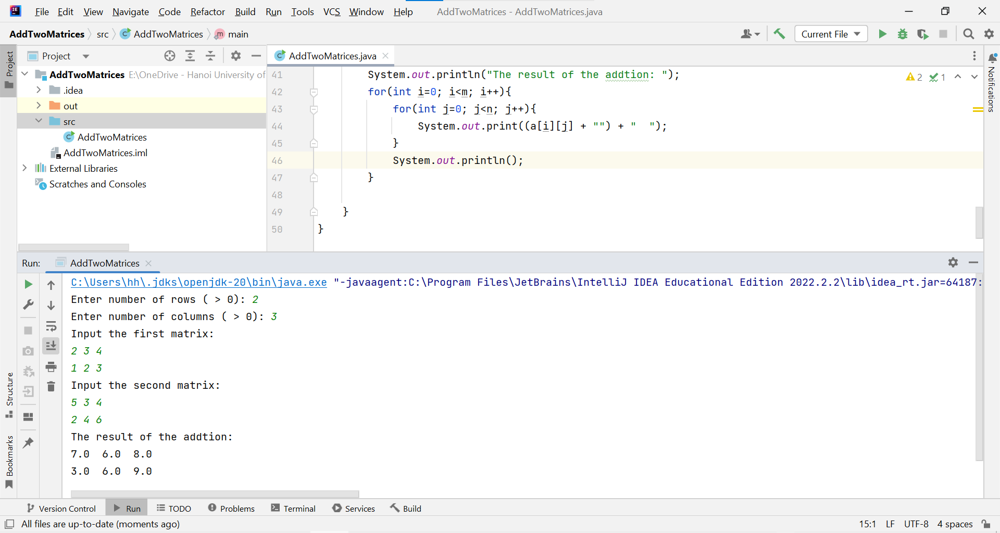 File Edit View Navigate Code Refactor Build Run Tools VCS Window Help AddTwoMatrices - AddTwoMatrices.java
AddTwoMatrices src AddTwoMatrices main Current File
Project
Project
AddTwoMatrices E:\OneDrive - Hanoi University of
.idea
out
src
AddTwoMatrices
AddTwoMatrices.iml
External Libraries
Scratches and Consoles
AddTwoMatrices.java
2 1
41 System.out.println("The result of the addtion: ");
42 for(int i=0; i<m; i++){
43 for(int j=0; j<n; j++){
44 System.out.print((a[i][j] + "") + "  ");
45 }
46 System.out.println();
47 }
48
49 }
50 }
Notifications
Run: AddTwoMatrices
C:\Users\hh\.jdks\openjdk-20\bin\java.exe "-javaagent:C:\Program Files\JetBrains\IntelliJ IDEA Educational Edition 2022.2.2\lib\idea_rt.jar=64187:
Enter number of rows ( > 0): 2
Enter number of columns ( > 0): 3
Input the first matrix:
2 3 4
1 2 3
Input the second matrix:
5 3 4
2 4 6
The result of the addtion:
7.0  6.0  8.0
3.0  6.0  9.0
Structure
Bookmarks
Version Control Run TODO Problems Terminal Services Build
All files are up-to-date (moments ago) 15:1 LF UTF-8 4 spaces